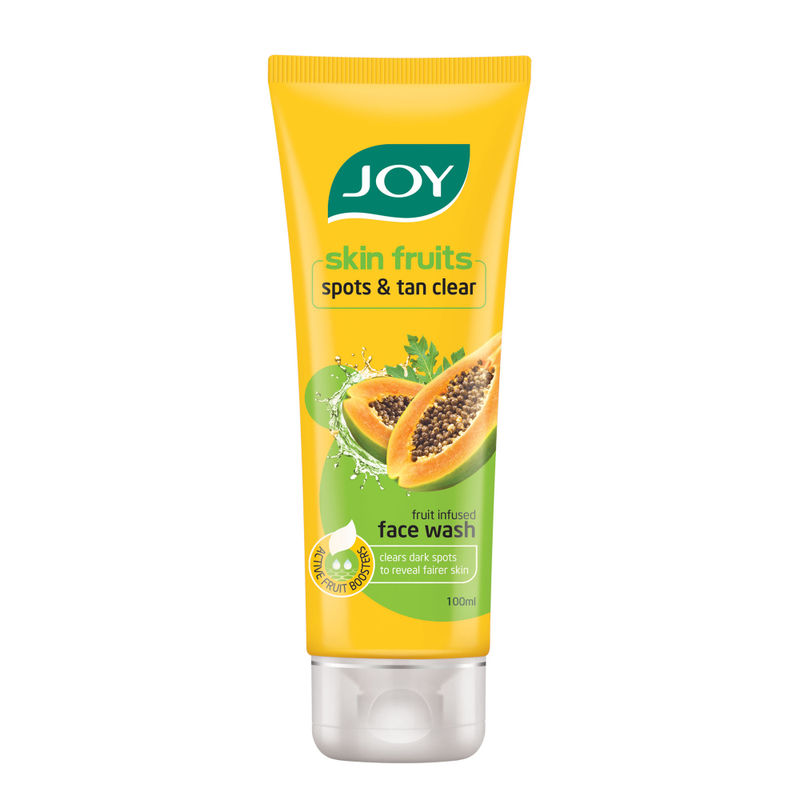 JOY
skin fruits
spots & tan clear
fruit infused
face wash
clears dark spots
to reveal fairer skin
ACTIVE FRUIT BOOSTERS
100ml